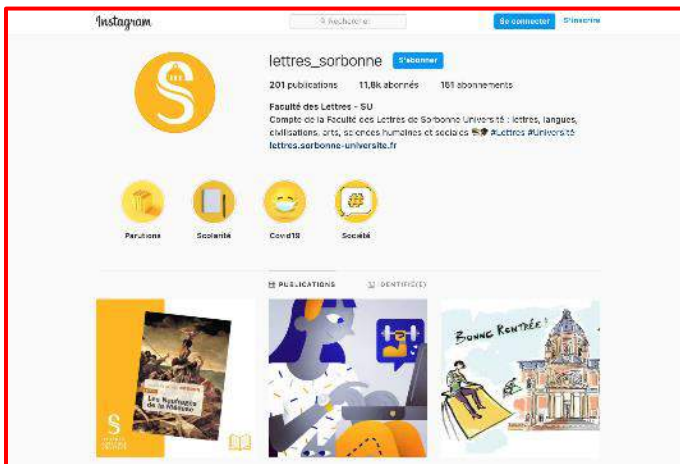 Instagram
Rechercher
Se connecter
S'inscrire
lettres_sorbonne
S'abonner
201 publications 11,8k abonnés 161 abonnements
Faculté des Lettres - SU
Compte de la Faculté des Lettres de Sorbonne Université : lettres, langues,
civilisations, arts, sciences humaines et sociales #Lettres #Université
lettres.sorbonne-universite.fr
Parutions Scolarité Covid19 Société
PUBLICATIONS IDENTIFIÉ(E)
Les Naufragés
de la Méduse
BONNE RENTRÉE !